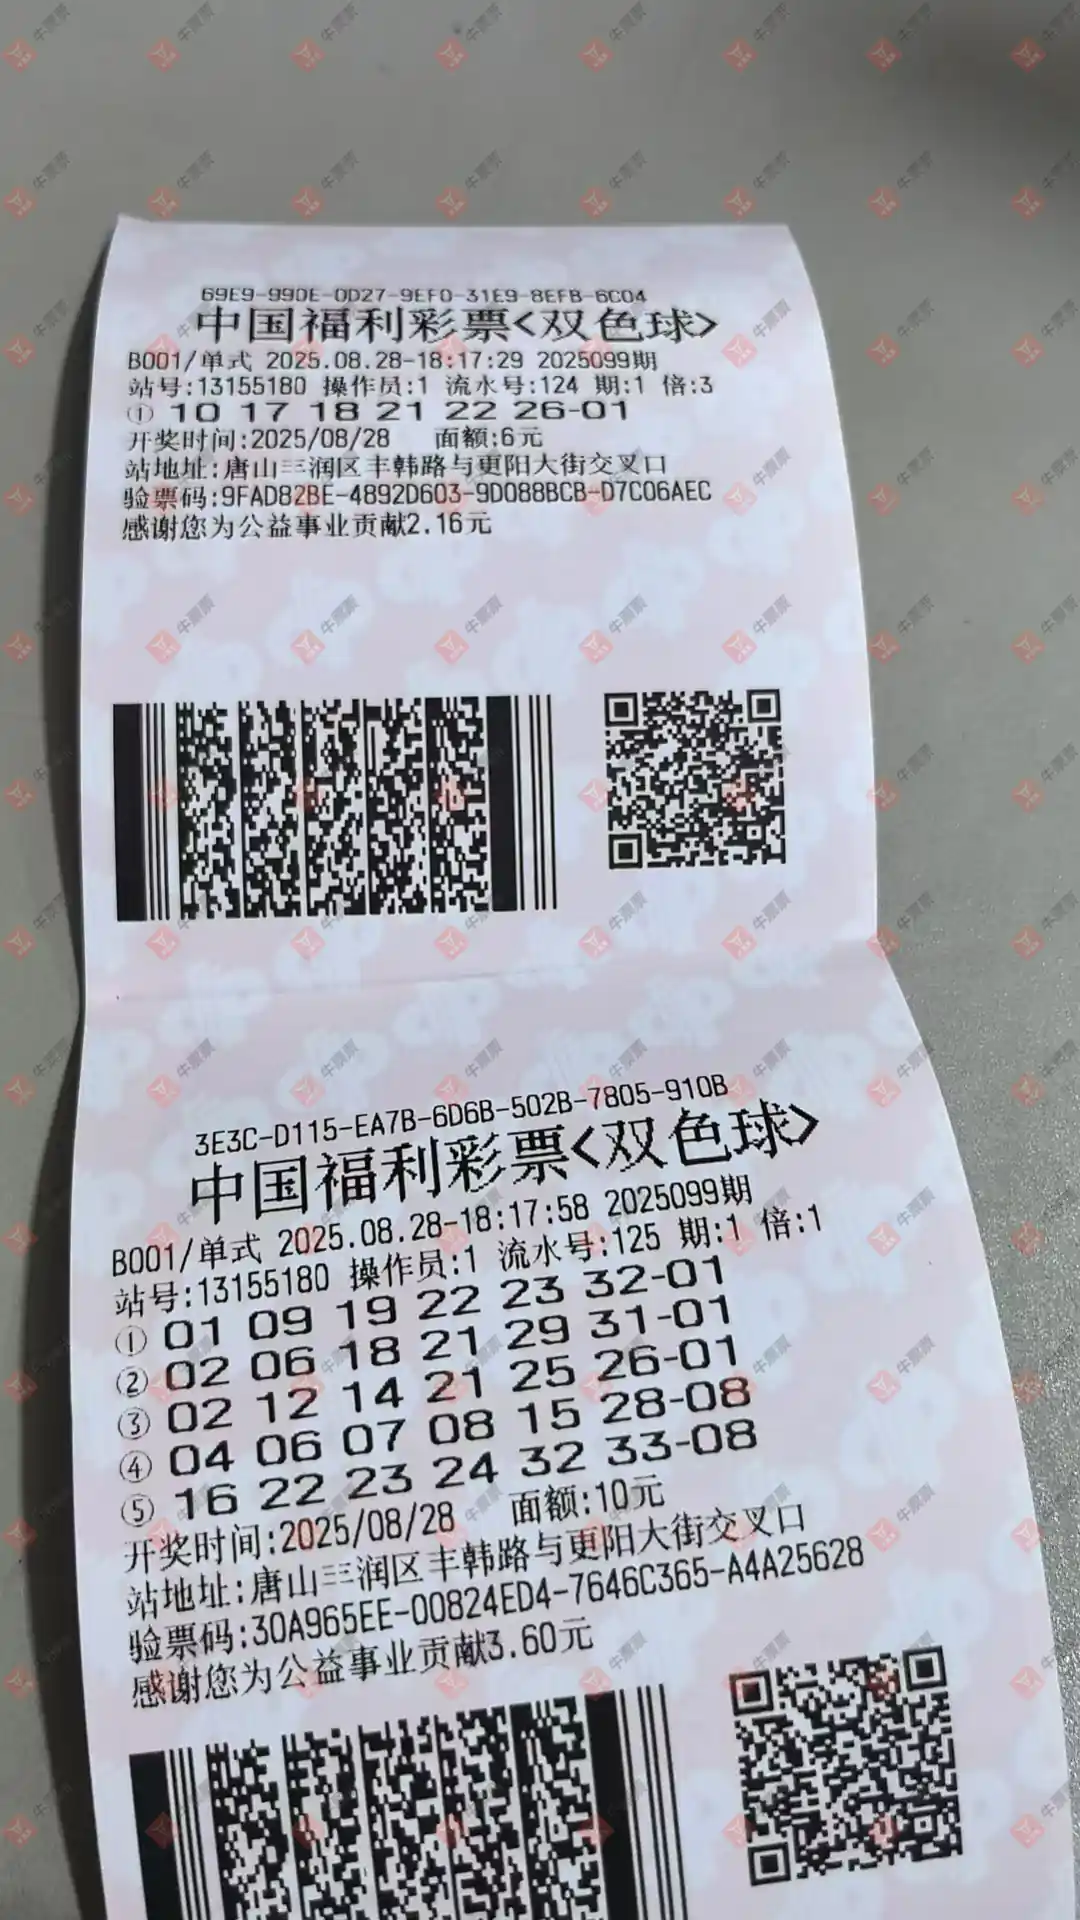 69E9-990E-0D27-9EF0-31E9-8EFB-6C04
中国福利彩票<双色球>
B001/单式 2025.08.28-18:17:29 2025099期
站号:13155180 操作员:1 流水号:124 期:1 倍:3
① 10 17 18 21 22 26-01
开奖时间:2025/08/28 面额:6元
站地址:唐山三润区丰韩路与更阳大街交叉口
验票码:9FAD82BE-4892D603-9D088BCB-D7C06AEC
感谢您为公益事业贡献2.16元
3E3C-D115-EA7B-6D6B-502B-7805-910B
中国福利彩票<双色球>
B001/单式 2025.08.28-18:17:58 2025099期
站号:13155180 操作员:1 流水号:125 期:1 倍:1
① 01 09 19 22 23 32-01
② 02 06 18 21 29 31-01
③ 02 12 14 21 25 26-01
④ 04 06 07 08 15 28-08
⑤ 16 22 23 24 32 33-08
开奖时间:2025/08/28 面额:10元
站地址:唐山三润区丰韩路与更阳大街交叉口
验票码:30A965EE-00824ED4-7646C365-A4A25628
感谢您为公益事业贡献3.60元
牛票票